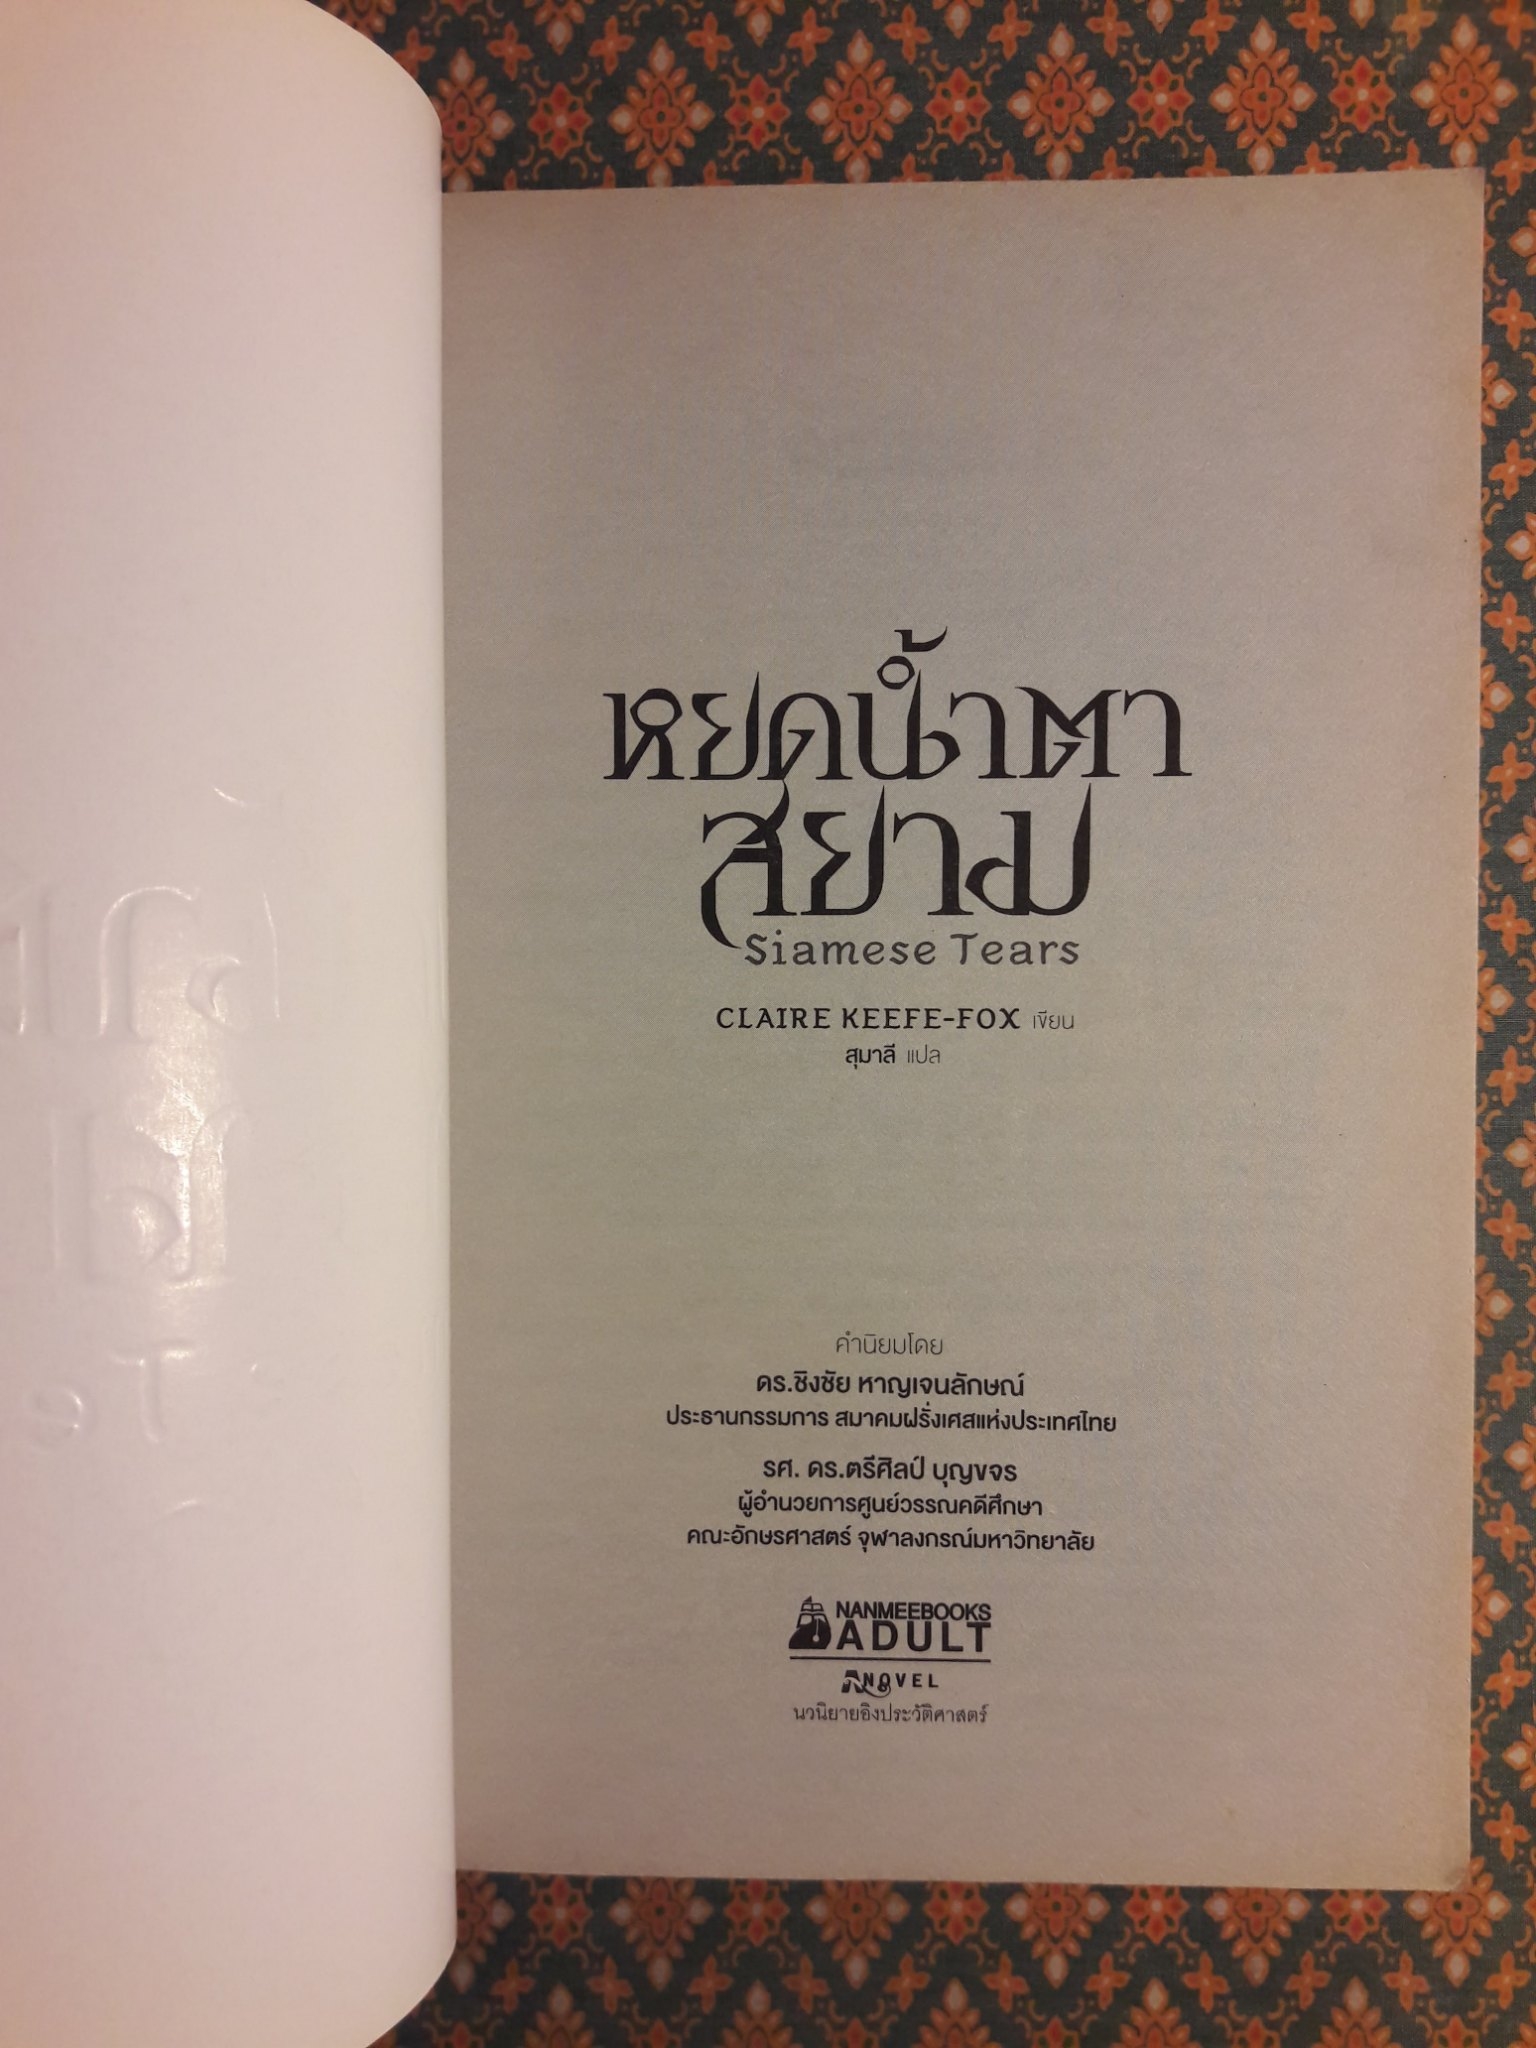 หยดน้ำตา
สยาม
Siamese Tears
CLAIRE KEEFE-FOX เขียน
สุมาลี แปล
คำนิยมโดย
ดร.ชิงชัย หาญเจนลักษณ์
ประธานกรรมการ สมาคมฝรั่งเศสแห่งประเทศไทย
รศ. ดร.ตรีศิลป์ บุญขจร
ผู้อำนวยการศูนย์วรรณคดีศึกษา
คณะอักษรศาสตร์ จุฬาลงกรณ์มหาวิทยาลัย
NANMEEBOOKS
ADULT
NOVEL
นวนิยายอิงประวัติศาสตร์